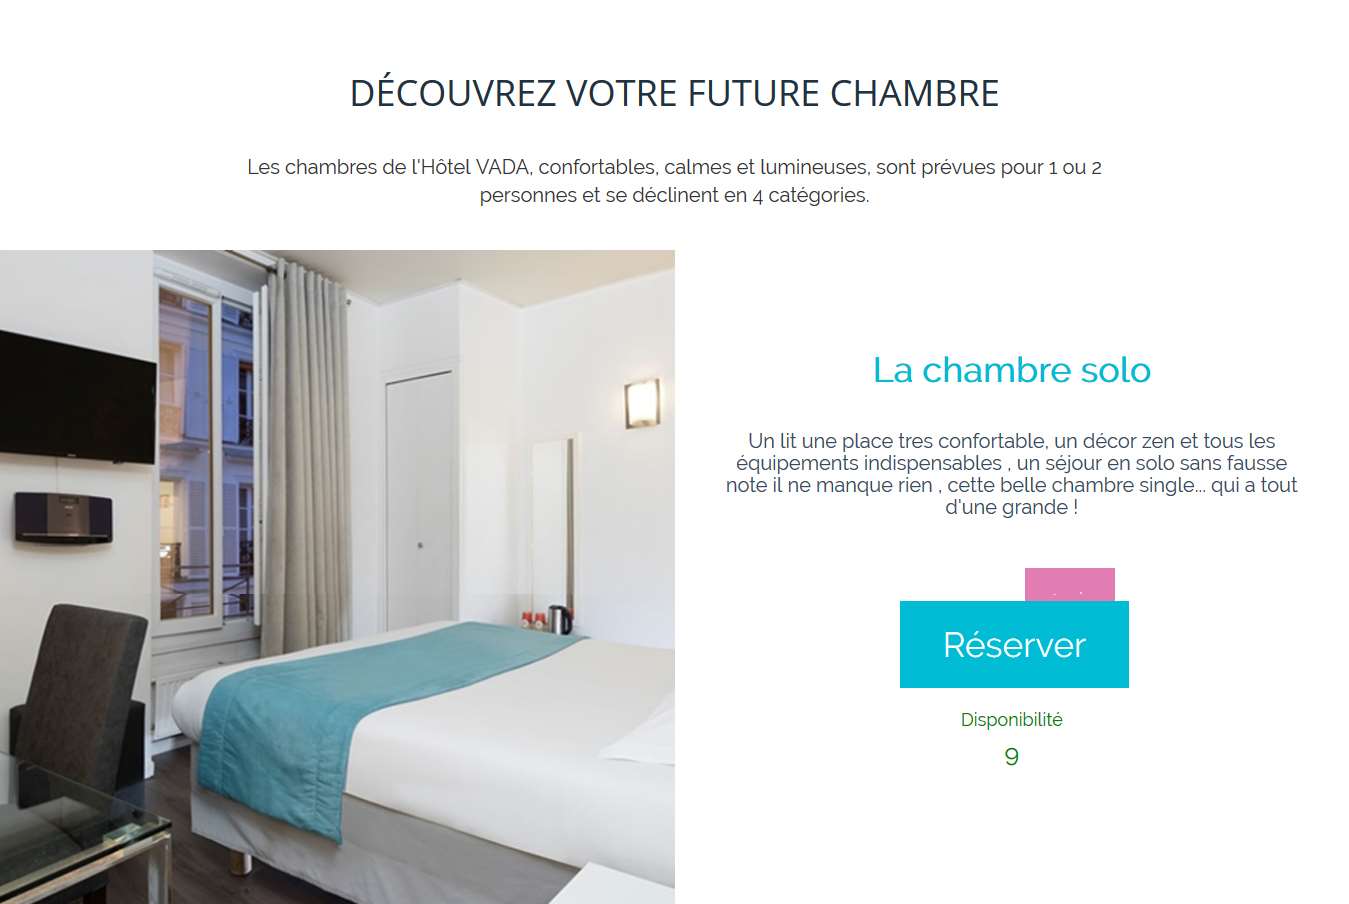 DÉCOUVREZ VOTRE FUTURE CHAMBRE
Les chambres de l'Hôtel VADA, confortables, calmes et lumineuses, sont prévues pour 1 ou 2
personnes et se déclinent en 4 catégories.
La chambre solo
Un lit une place tres confortable, un décor zen et tous les
équipements indispensables , un séjour en solo sans fausse
note il ne manque rien , cette belle chambre single... qui a tout
d'une grande !
Réserver
Disponibilité
9